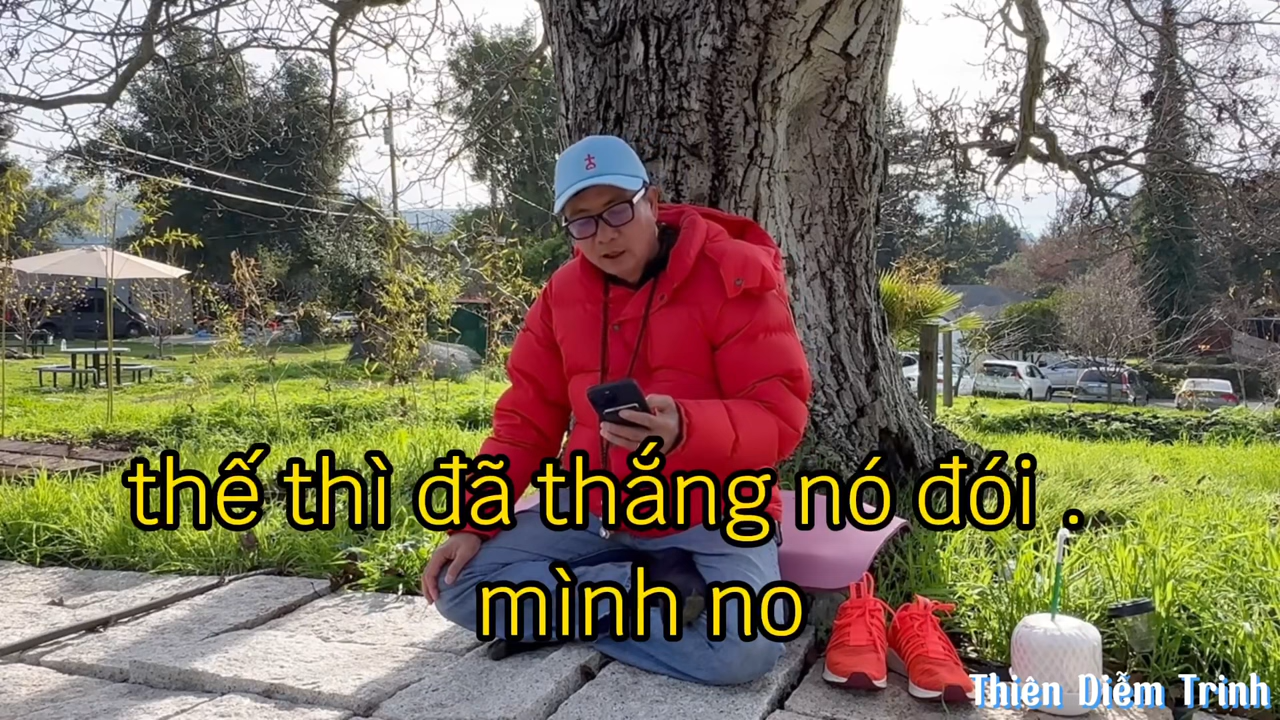 thế thì đã thắng nó đói .
mình no
Thiên Diễm Trinh